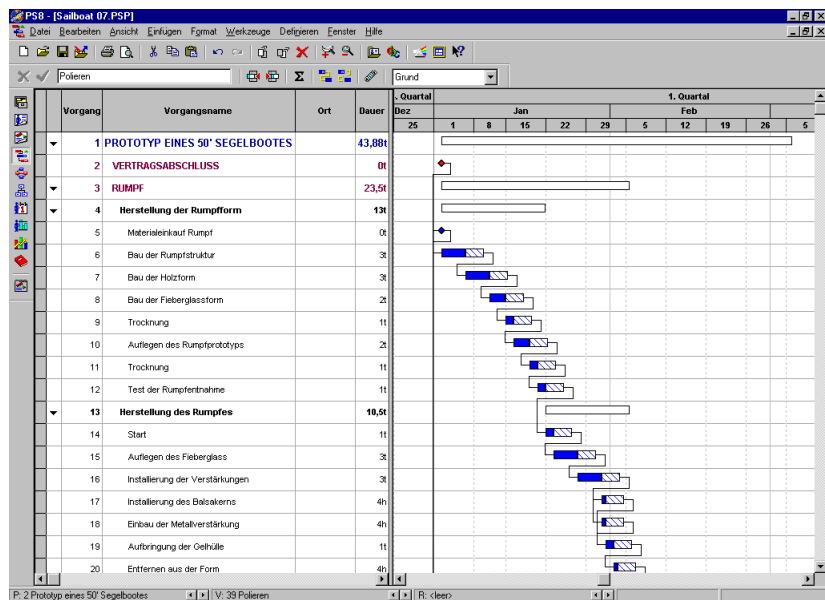 PS8 - [Sailboat 07.PSP]
Datei Bearbeiten Ansicht Einfügen Format Werkzeuge Definieren Fenster Hilfe
Polieren
Grund
Vorgang Vorgangsname Ort Dauer
. Quartal 1. Quartal
Dez Jan Feb
25 1 8 15 22 29 5 12 19 26 5
1 PROTOTYP EINES 50' SEGELBOOTES 43,88t
2 VERTRAGSABSCHLUSS 0t
3 RUMPF 23,5t
4 Herstellung der Rumpfform 13t
5 Materialeinkauf Rumpf 0t
6 Bau der Rumpfstruktur 3t
7 Bau der Holzform 3t
8 Bau der Fieberglassform 2t
9 Trocknung 1t
10 Auflegen des Rumpfprototyps 2t
11 Trocknung 1t
12 Test der Rumpfentnahme 1t
13 Herstellung des Rumpfes 10,5t
14 Start 1t
15 Auflegen des Fieberglass 3t
16 Installierung der Verstärkungen 3t
17 Installierung des Balsakerns 4h
18 Einbau der Metallverstärkung 4h
19 Aufbringung der Gelhülle 1t
20 Entfernen aus der Form 4h
P: 2 Prototyp eines 50' Segelbootes V: 39 Polieren R: <leer>